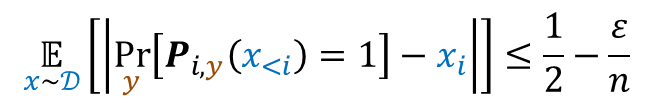 𝔼_{x∼𝒟} [ | Pr_y [ P_{i,y}(x_{<i}) = 1 ] − x_i | ] ≤ 1/2 − ε/n